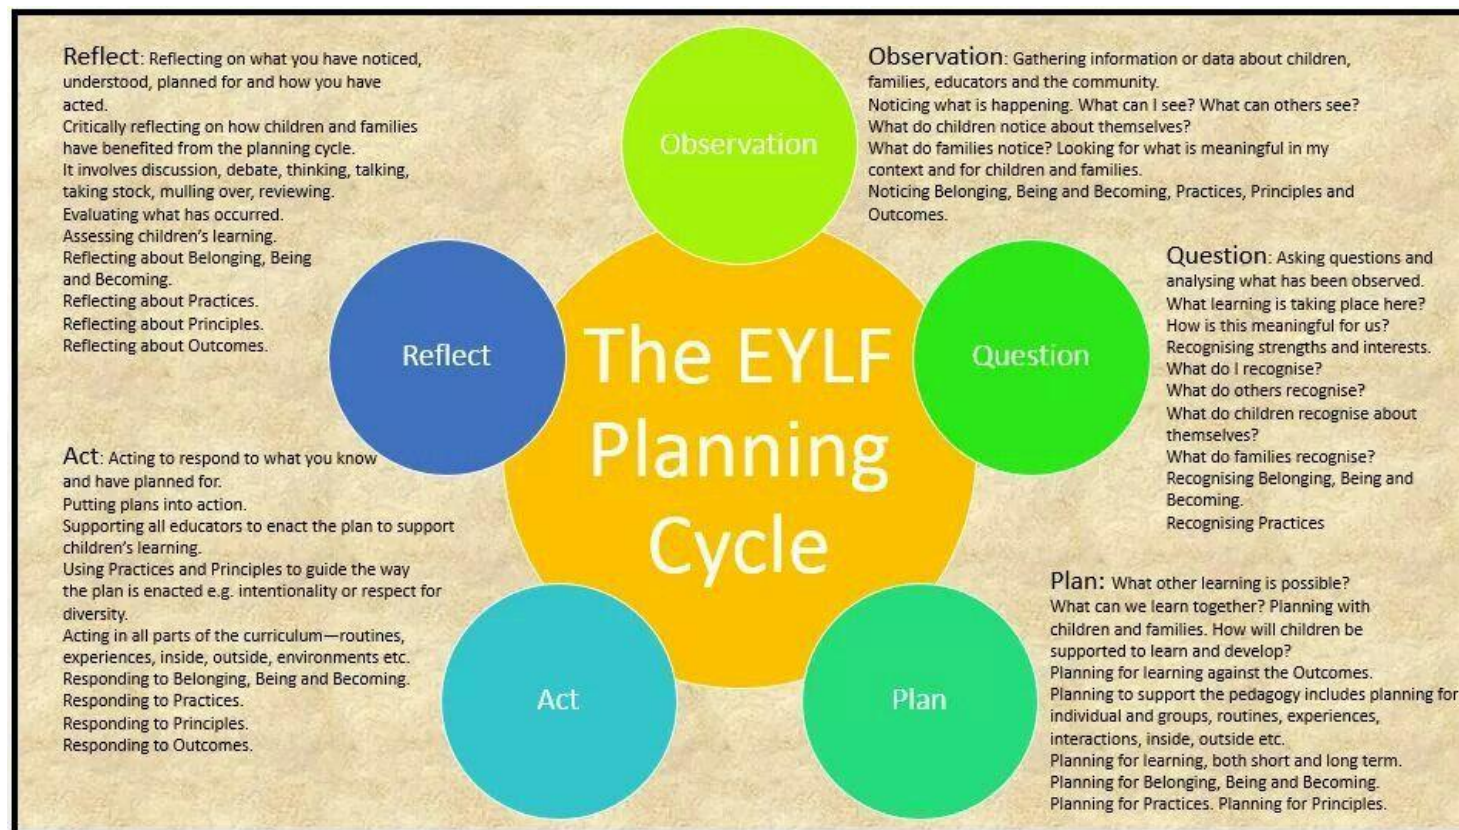 Observation
Observation: Gathering information or data about children,
families, educators and the community.
Noticing what is happening. What can I see? What can others see?
What do children notice about themselves?
What do families notice? Looking for what is meaningful in my
context and for children and families.
Noticing Belonging, Being and Becoming, Practices, Principles and
Outcomes.
Question
Question: Asking questions and
analysing what has been observed.
What learning is taking place here?
How is this meaningful for us?
Recognising strengths and interests.
What do I recognise?
What do others recognise?
What do children recognise about
themselves?
What do families recognise?
Recognising Belonging, Being and
Becoming.
Recognising Practices
Plan
Plan: What other learning is possible?
What can we learn together? Planning with
children and families. How will children be
supported to learn and develop?
Planning for learning against the Outcomes.
Planning to support the pedagogy includes planning for
individual and groups, routines, experiences,
interactions, inside, outside etc.
Planning for learning, both short and long term.
Planning for Belonging, Being and Becoming.
Planning for Practices. Planning for Principles.
Act
Act: Acting to respond to what you know
and have planned for.
Putting plans into action.
Supporting all educators to enact the plan to support
children's learning.
Using Practices and Principles to guide the way
the plan is enacted e.g. intentionality or respect for
diversity.
Acting in all parts of the curriculum—routines,
experiences, inside, outside, environments etc.
Responding to Belonging, Being and Becoming.
Responding to Practices.
Responding to Principles.
Responding to Outcomes.
Reflect
Reflect: Reflecting on what you have noticed,
understood, planned for and how you have
acted.
Critically reflecting on how children and families
have benefited from the planning cycle.
It involves discussion, debate, thinking, talking,
taking stock, mulling over, reviewing.
Evaluating what has occurred.
Assessing children's learning.
Reflecting about Belonging, Being
and Becoming.
Reflecting about Practices.
Reflecting about Principles.
Reflecting about Outcomes.
The EYLF
Planning
Cycle